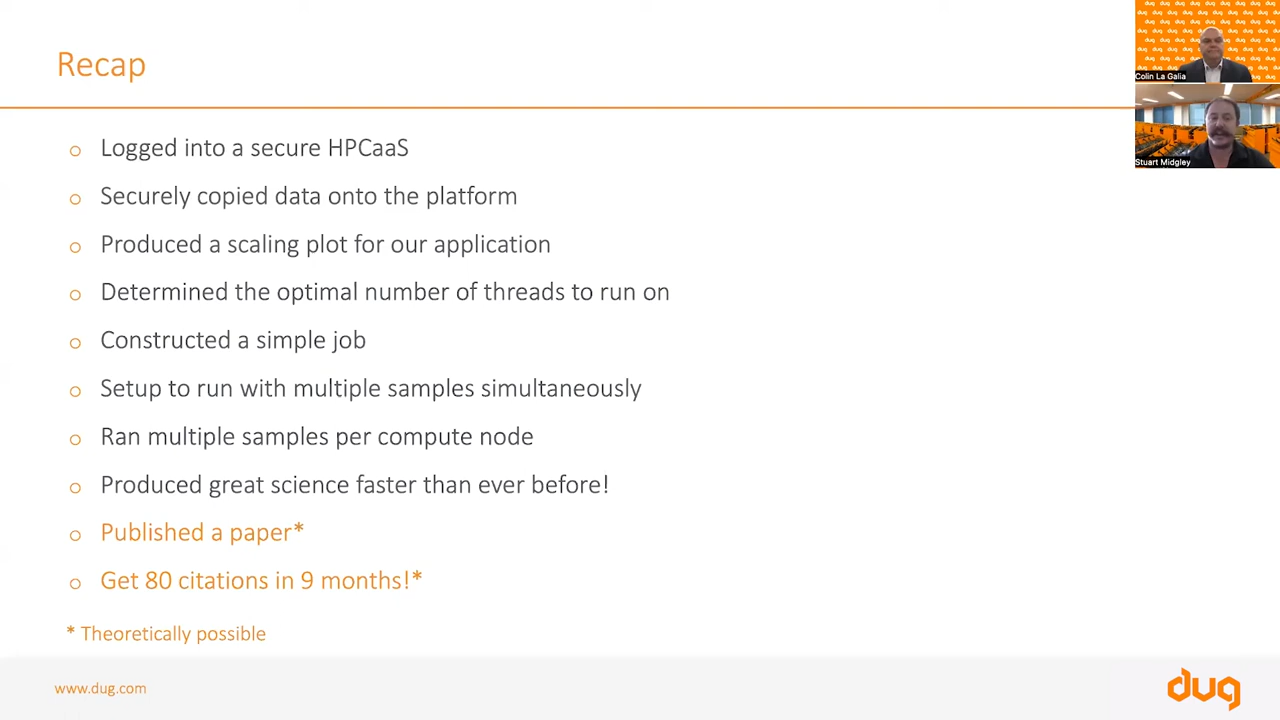 Recap
Logged into a secure HPCaaS
Securely copied data onto the platform
Produced a scaling plot for our application
Determined the optimal number of threads to run on
Constructed a simple job
Setup to run with multiple samples simultaneously
Ran multiple samples per compute node
Produced great science faster than ever before!
Published a paper*
Get 80 citations in 9 months!*
* Theoretically possible
www.dug.com
dug
Colin La Galia
Stuart Midgley